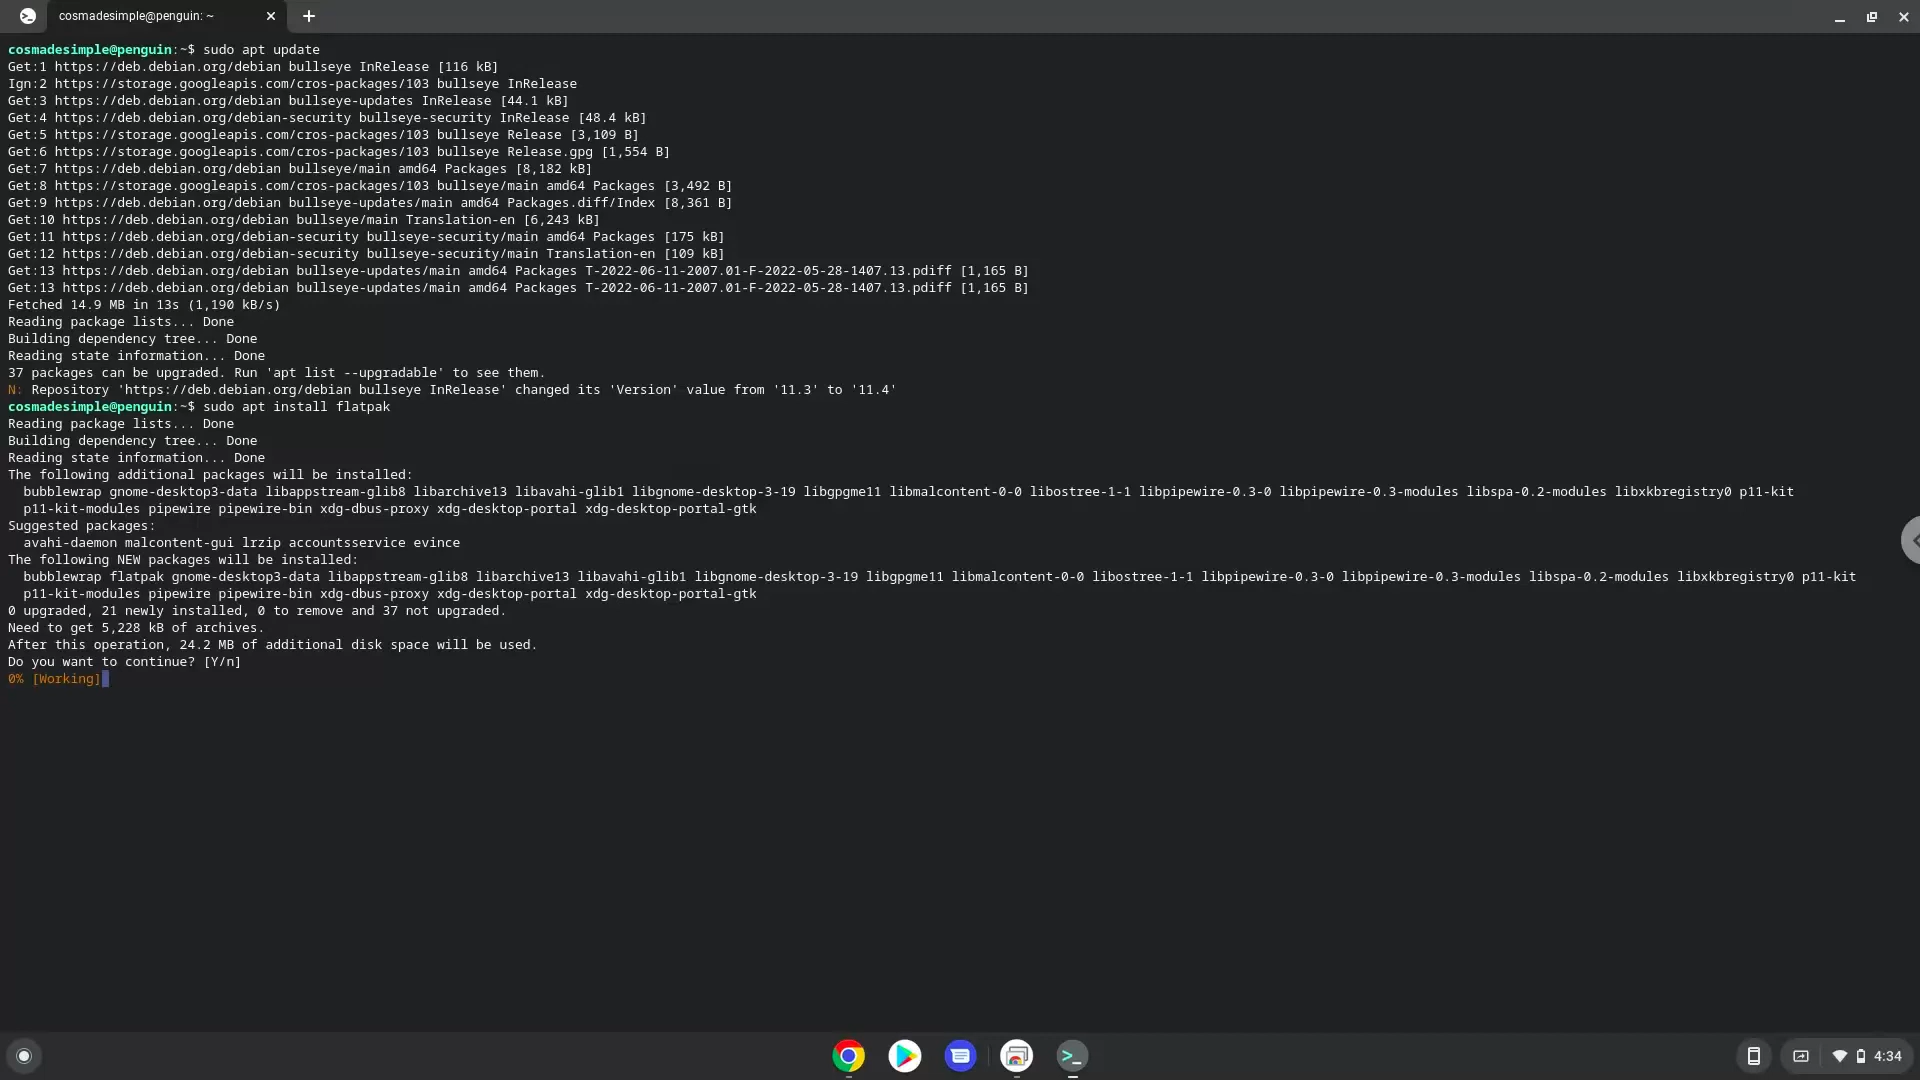 cosmadesimple@penguin: ~
cosmadesimple@penguin:~$ sudo apt update
Get:1 https://deb.debian.org/debian bullseye InRelease [116 kB]
Ign:2 https://storage.googleapis.com/cros-packages/103 bullseye InRelease
Get:3 https://deb.debian.org/debian bullseye-updates InRelease [44.1 kB]
Get:4 https://deb.debian.org/debian-security bullseye-security InRelease [48.4 kB]
Get:5 https://storage.googleapis.com/cros-packages/103 bullseye Release [3,109 B]
Get:6 https://storage.googleapis.com/cros-packages/103 bullseye Release.gpg [1,554 B]
Get:7 https://deb.debian.org/debian bullseye/main amd64 Packages [8,182 kB]
Get:8 https://storage.googleapis.com/cros-packages/103 bullseye/main amd64 Packages [3,492 B]
Get:9 https://deb.debian.org/debian bullseye-updates/main amd64 Packages.diff/Index [8,361 B]
Get:10 https://deb.debian.org/debian bullseye/main Translation-en [6,243 kB]
Get:11 https://deb.debian.org/debian-security bullseye-security/main amd64 Packages [175 kB]
Get:12 https://deb.debian.org/debian-security bullseye-security/main Translation-en [109 kB]
Get:13 https://deb.debian.org/debian bullseye-updates/main amd64 Packages T-2022-06-11-2007.01-F-2022-05-28-1407.13.pdiff [1,165 B]
Get:13 https://deb.debian.org/debian bullseye-updates/main amd64 Packages T-2022-06-11-2007.01-F-2022-05-28-1407.13.pdiff [1,165 B]
Fetched 14.9 MB in 13s (1,190 kB/s)
Reading package lists... Done
Building dependency tree... Done
Reading state information... Done
37 packages can be upgraded. Run 'apt list --upgradable' to see them.
N: Repository 'https://deb.debian.org/debian bullseye InRelease' changed its 'Version' value from '11.3' to '11.4'
cosmadesimple@penguin:~$ sudo apt install flatpak
Reading package lists... Done
Building dependency tree... Done
Reading state information... Done
The following additional packages will be installed:
  bubblewrap gnome-desktop3-data libappstream-glib8 libarchive13 libavahi-glib1 libgnome-desktop-3-19 libgpgme11 libmalcontent-0-0 libostree-1-1 libpipewire-0.3-0 libpipewire-0.3-modules libspa-0.2-modules libxkbregistry0 p11-kit
  p11-kit-modules pipewire pipewire-bin xdg-dbus-proxy xdg-desktop-portal xdg-desktop-portal-gtk
Suggested packages:
  avahi-daemon malcontent-gui lrzip accountsservice evince
The following NEW packages will be installed:
  bubblewrap flatpak gnome-desktop3-data libappstream-glib8 libarchive13 libavahi-glib1 libgnome-desktop-3-19 libgpgme11 libmalcontent-0-0 libostree-1-1 libpipewire-0.3-0 libpipewire-0.3-modules libspa-0.2-modules libxkbregistry0 p11-kit
  p11-kit-modules pipewire pipewire-bin xdg-dbus-proxy xdg-desktop-portal xdg-desktop-portal-gtk
0 upgraded, 21 newly installed, 0 to remove and 37 not upgraded.
Need to get 5,228 kB of archives.
After this operation, 24.2 MB of additional disk space will be used.
Do you want to continue? [Y/n]
0% [Working]
4:34